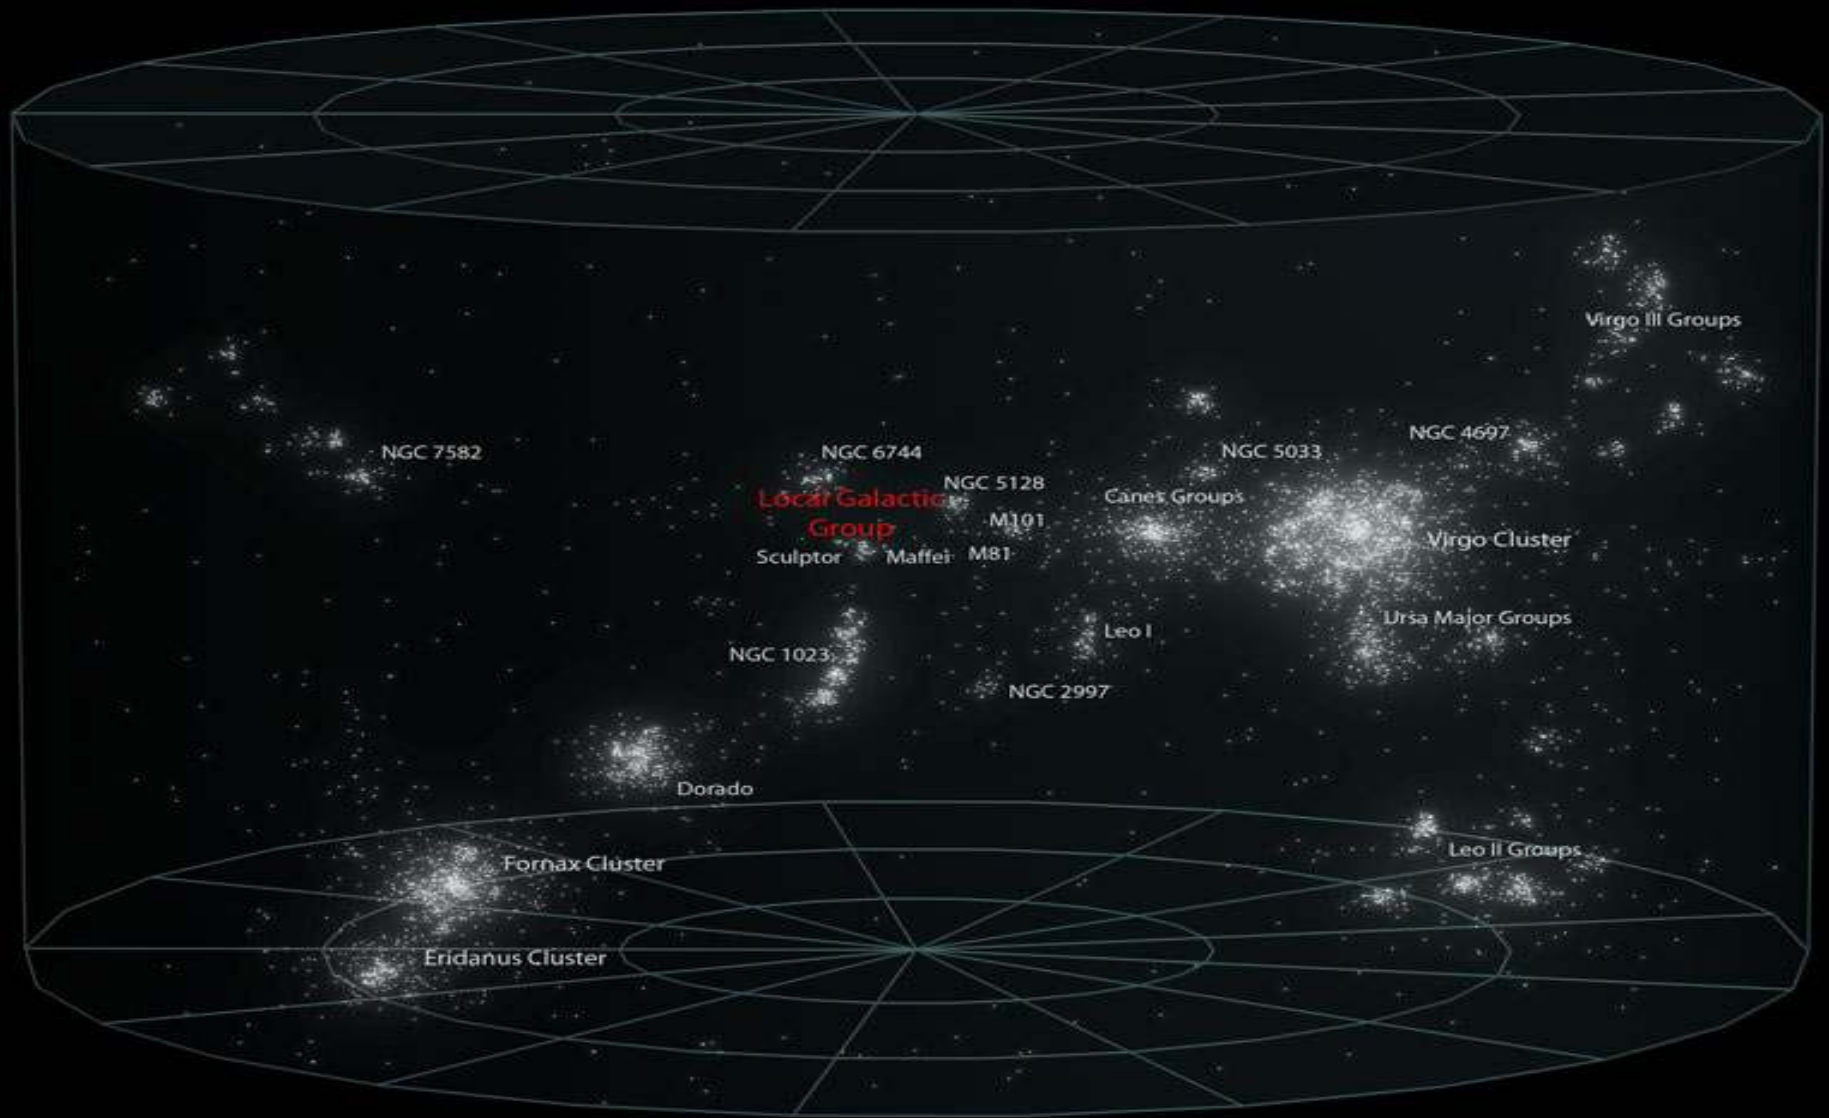 Virgo III Groups
NGC 4697
NGC 7582
NGC 6744
NGC 5033
NGC 5128
Canes Groups
Local Galactic
Group
M101
Virgo Cluster
Sculptor
Maffei
M81
Ursa Major Groups
Leo I
NGC 1023
NGC 2997
Dorado
Leo II Groups
Fornax Cluster
Eridanus Cluster